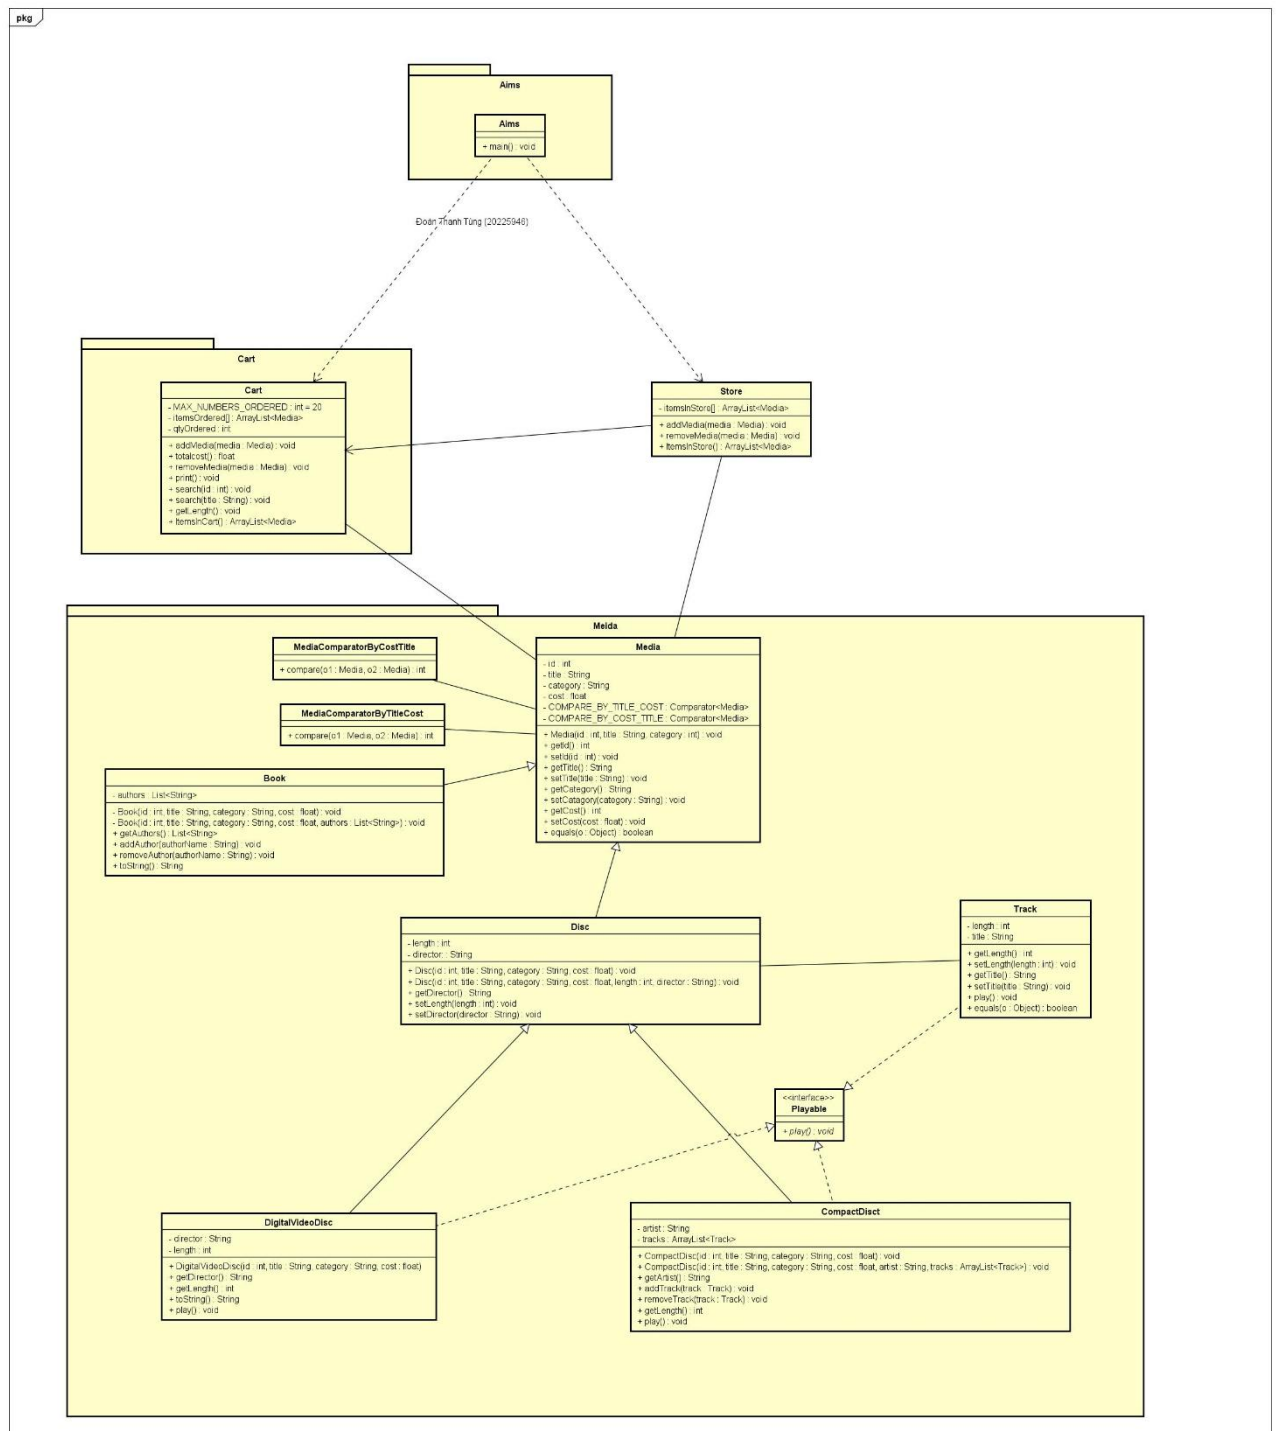 pkg
Aims
Aims
+ main() : void
Đoàn Thanh Tùng (20225946)
Cart
Cart
- MAX_NUMBERS_ORDERED : int = 20
- itemsOrdered[] : ArrayList<Media>
- qtyOrdered : int
+ addMedia(media : Media) : void
+ totalcost() : float
+ removeMedia(media : Media) : void
+ print() : void
+ search(id : int) : void
+ search(title : String) : void
+ getLength() : void
+ ItemsInCart() : ArrayList<Media>
Store
- itemsInStore[] : ArrayList<Media>
+ addMedia(media : Media) : void
+ removeMedia(media : Media) : void
+ ItemsInStore() : ArrayList<Media>
Meida
MediaComparatorByCostTitle
+ compare(o1 : Media, o2 : Media) : int
MediaComparatorByTitleCost
+ compare(o1 : Media, o2 : Media) : int
Media
- id : int
- title : String
- category : String
- cost : float
- COMPARE_BY_TITLE_COST : Comparator<Media>
- COMPARE_BY_COST_TITLE : Comparator<Media>
+ Media(id : int, title : String, category : int) : void
+ getId() : int
+ setId(id : int) : void
+ getTitle() : String
+ setTitle(title : String) : void
+ getCategory() : String
+ setCatagory(category : String) : void
+ getCost() : int
+ setCost(cost : float) : void
+ equals(o : Object) : boolean
Book
- authors : List<String>
- Book(id : int, title : String, category : String, cost : float) : void
- Book(id : int, title : String, category : String, cost : float, authors : List<String>) : void
+ getAuthors() : List<String>
+ addAuthor(authorName : String) : void
+ removeAuthor(authorName : String) : void
+ toString() : String
Disc
- length : int
- director : String
+ Disc(id : int, title : String, category : String, cost : float) : void
+ Disc(id : int, title : String, category : String, cost : float, length : int, director : String) : void
+ getDirector() : String
+ setLength(length : int) : void
+ setDirector(director : String) : void
Track
- length : int
- title : String
+ getLength() : int
+ setLength(length : int) : void
+ getTitle() : String
+ setTitle(title : String) : void
+ play() : void
+ equals(o : Object) : boolean
<<interface>>
Playable
+ play() : void
DigitalVideoDisc
- director : String
- length : int
+ DigitalVideoDisc(id : int, title : String, category : String, cost : float)
+ getDirector() : String
+ getLength() : int
+ toString() : String
+ play() : void
CompactDisct
- artist : String
- tracks : ArrayList<Track>
+ CompactDisc(id : int, title : String, category : String, cost : float) : void
+ CompactDisc(id : int, title : String, category : String, cost : float, artist : String, tracks : ArrayList<Track>) : void
+ getArtist() : String
+ addTrack(track : Track) : void
+ removeTrack(track : Track) : void
+ getLength() : int
+ play() : void